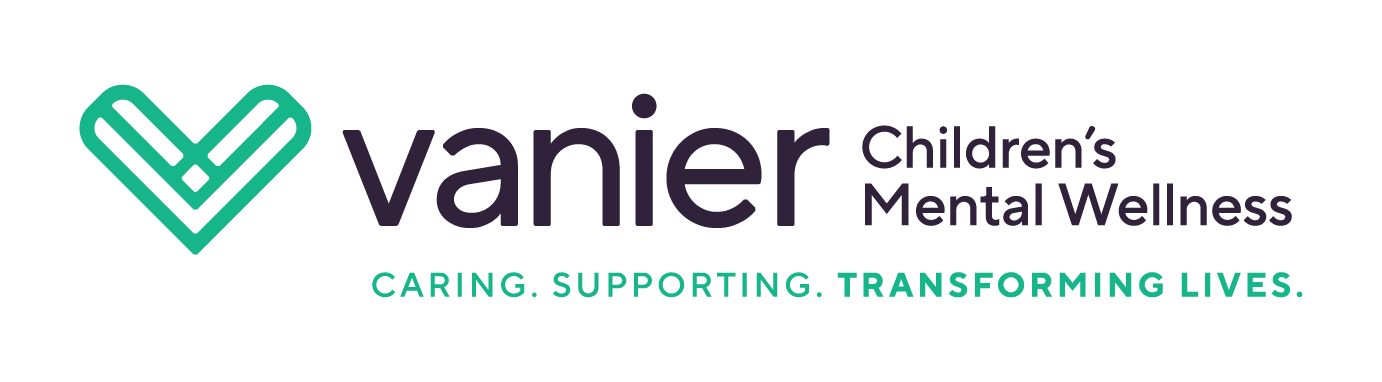 vanier
Children's
Mental Wellness
CARING. SUPPORTING. TRANSFORMING LIVES.